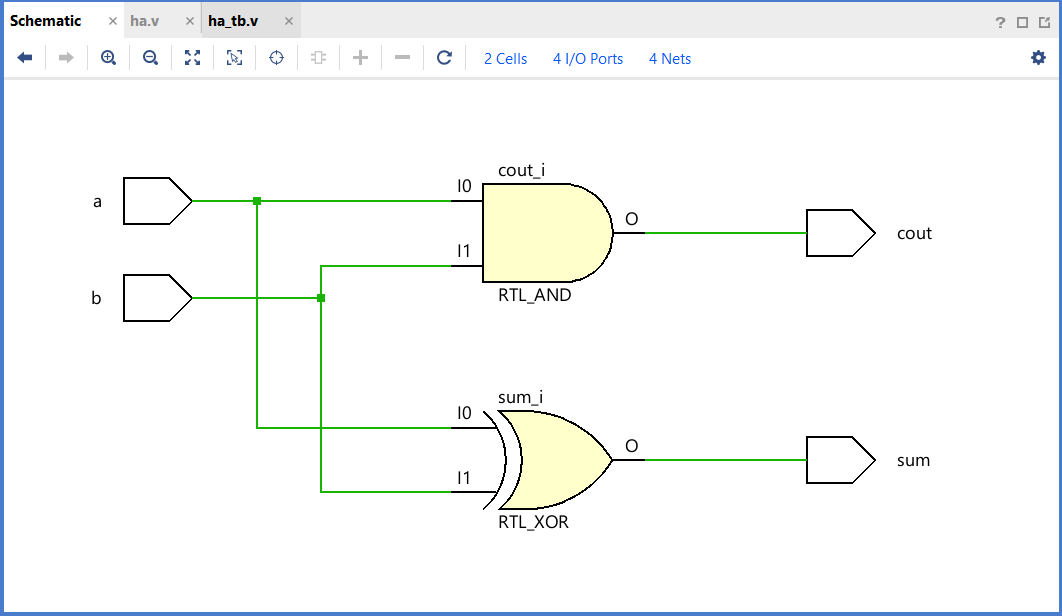 Schematic × ha.v × ha_tb.v × ?
2 Cells 4 I/O Ports 4 Nets
cout_i
a I0 O cout
I1
b RTL_AND
sum_i
I0 O sum
I1
RTL_XOR